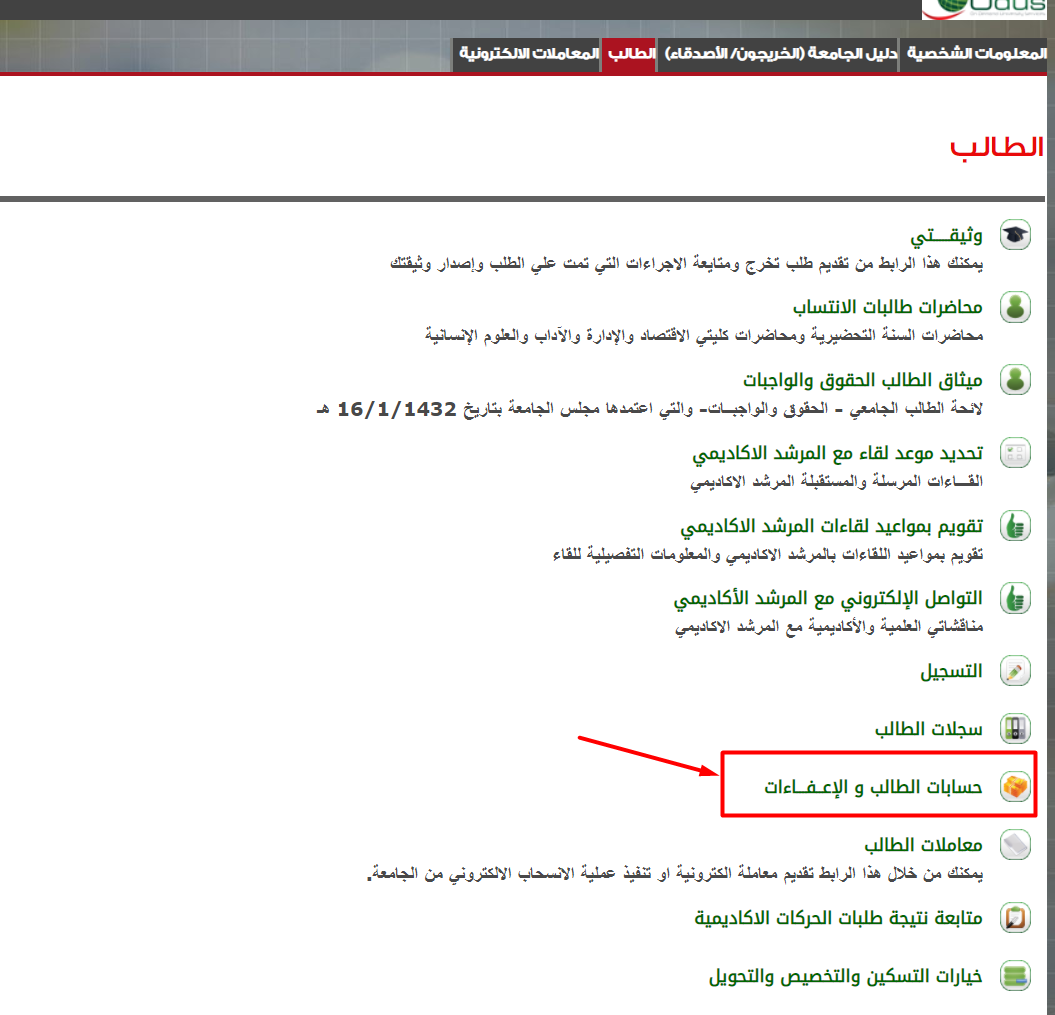 المعلومات الشخصية
دليل الجامعة (الخريجون/ الأصدقاء)
الطالب
المعاملات الالكترونية
الطالب
وثيقـــتي
يمكنك هذا الرابط من تقديم طلب تخرج ومتابعة الاجراءات التي تمت علي الطلب وإصدار وثيقتك
محاضرات طالبات الانتساب
محاضرات السنة التحضيرية ومحاضرات كليتي الاقتصاد والإدارة والآداب والعلوم الإنسانية
ميثاق الطالب الحقوق والواجبات
لائحة الطالب الجامعي - الحقوق والواجبــات- والتي اعتمدها مجلس الجامعة بتاريخ 16/1/1432 هـ
تحديد موعد لقاء مع المرشد الاكاديمي
القـــاءات المرسلة والمستقبلة المرشد الاكاديمي
تقويم بمواعيد لقاءات المرشد الاكاديمي
تقويم بمواعيد اللقاءات بالمرشد الاكاديمي والمعلومات التفصيلية للقاء
التواصل الإلكتروني مع المرشد الأكاديمي
مناقشاتي العلمية والأكاديمية مع المرشد الاكاديمي
التسجيل
سجلات الطالب
حسابات الطالب و الإعـفــاءات
معاملات الطالب
يمكنك من خلال هذا الرابط تقديم معاملة الكترونية او تنفيذ عملية الانسحاب الالكتروني من الجامعة.
متابعة نتيجة طلبات الحركات الاكاديمية
خيارات التسكين والتخصيص والتحويل